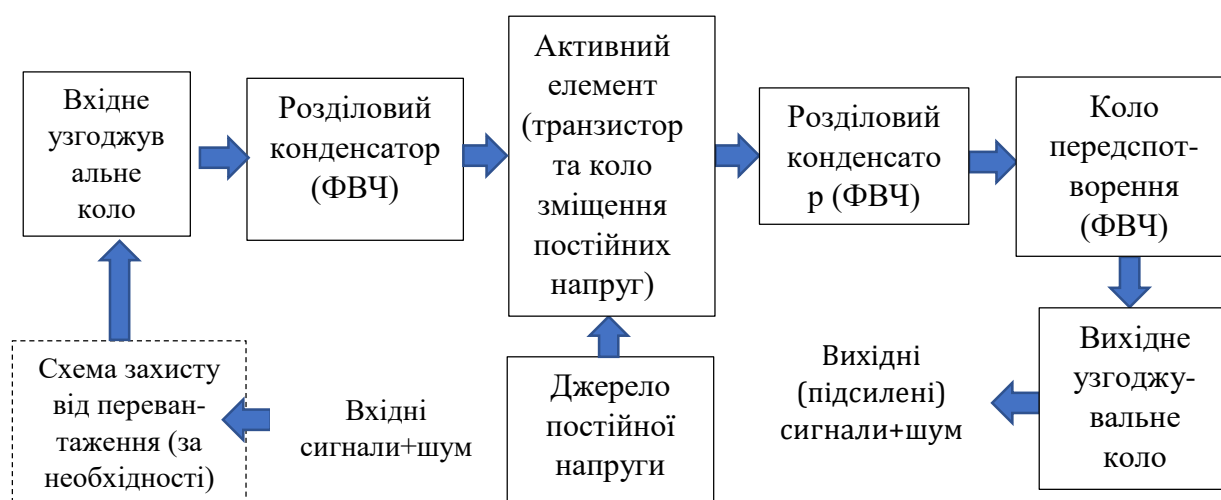 Вхідне
узгоджув
альне
коло
Розділовий
конденсатор
(ФВЧ)
Активний
елемент
(транзистор
та коло
зміщення
постійних
напруг)
Розділовий
конденсато
р (ФВЧ)
Коло
передспот-
ворення
(ФВЧ)
Схема захисту
від переван-
таження (за
необхідності)
Вхідні
сигнали+шум
Джерело
постійної
напруги
Вихідні
(підсилені)
сигнали+шум
Вихідне
узгоджу-
вальне
коло